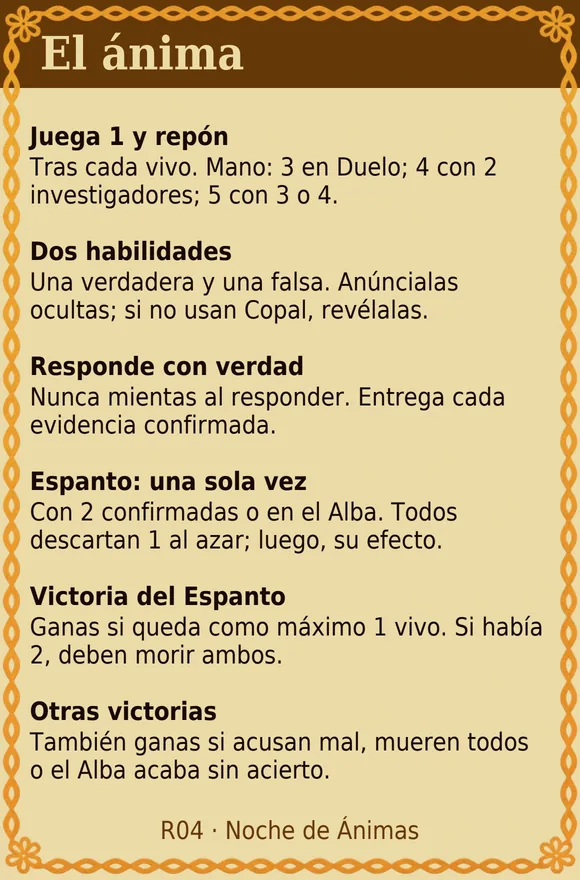 El ánima
Juega 1 y repón
Tras cada vivo. Mano: 3 en Duelo; 4 con 2
investigadores; 5 con 3 o 4.
Dos habilidades
Una verdadera y una falsa. Anúncialas
ocultas; si no usan Copal, revélalas.
Responde con verdad
Nunca mientas al responder. Entrega cada
evidencia confirmada.
Espanto: una sola vez
Con 2 confirmadas o en el Alba. Todos
descartan 1 al azar; luego, su efecto.
Victoria del Espanto
Ganas si queda como máximo 1 vivo. Si había
2, deben morir ambos.
Otras victorias
También ganas si acusan mal, mueren todos
o el Alba acaba sin acierto.
R04 · Noche de Ánimas